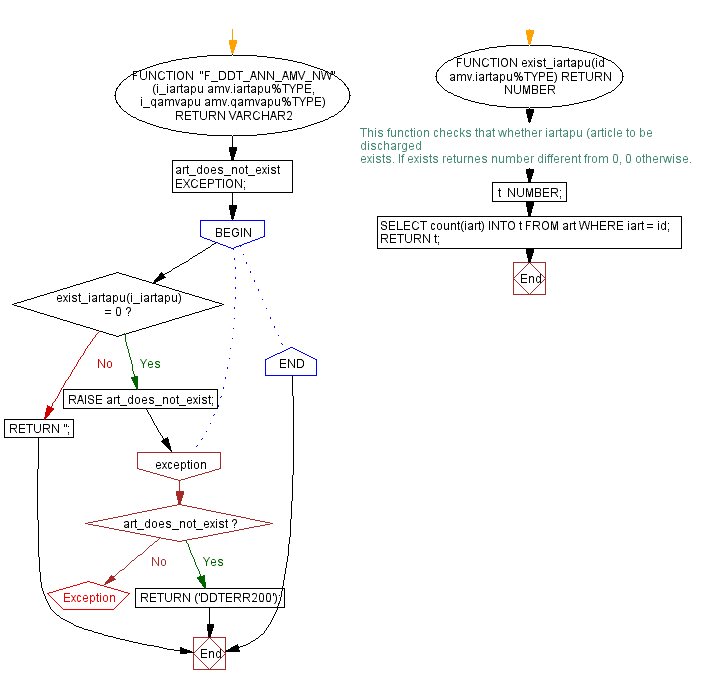 FUNCTION "F_DDT_ANN_AMV_NW"
(i_iartapu amv.iartapu%TYPE,
i_qamvapu amv.qamvapu%TYPE)
RETURN VARCHAR2
art_does_not_exist
EXCEPTION;
BEGIN
exist_iartapu(i_iartapu)
= 0 ?
No
Yes
END
RAISE art_does_not_exist;
RETURN '';
exception
art_does_not_exist ?
No
Yes
Exception
RETURN ('DDTERR200');
End
FUNCTION exist_iartapu(id
amv.iartapu%TYPE) RETURN
NUMBER
This function checks that whether iartapu (article to be
discharged
exists. If exists returnes number different from 0, 0 otherwise.
t NUMBER;
SELECT count(iart) INTO t FROM art WHERE iart = id;
RETURN t;
End